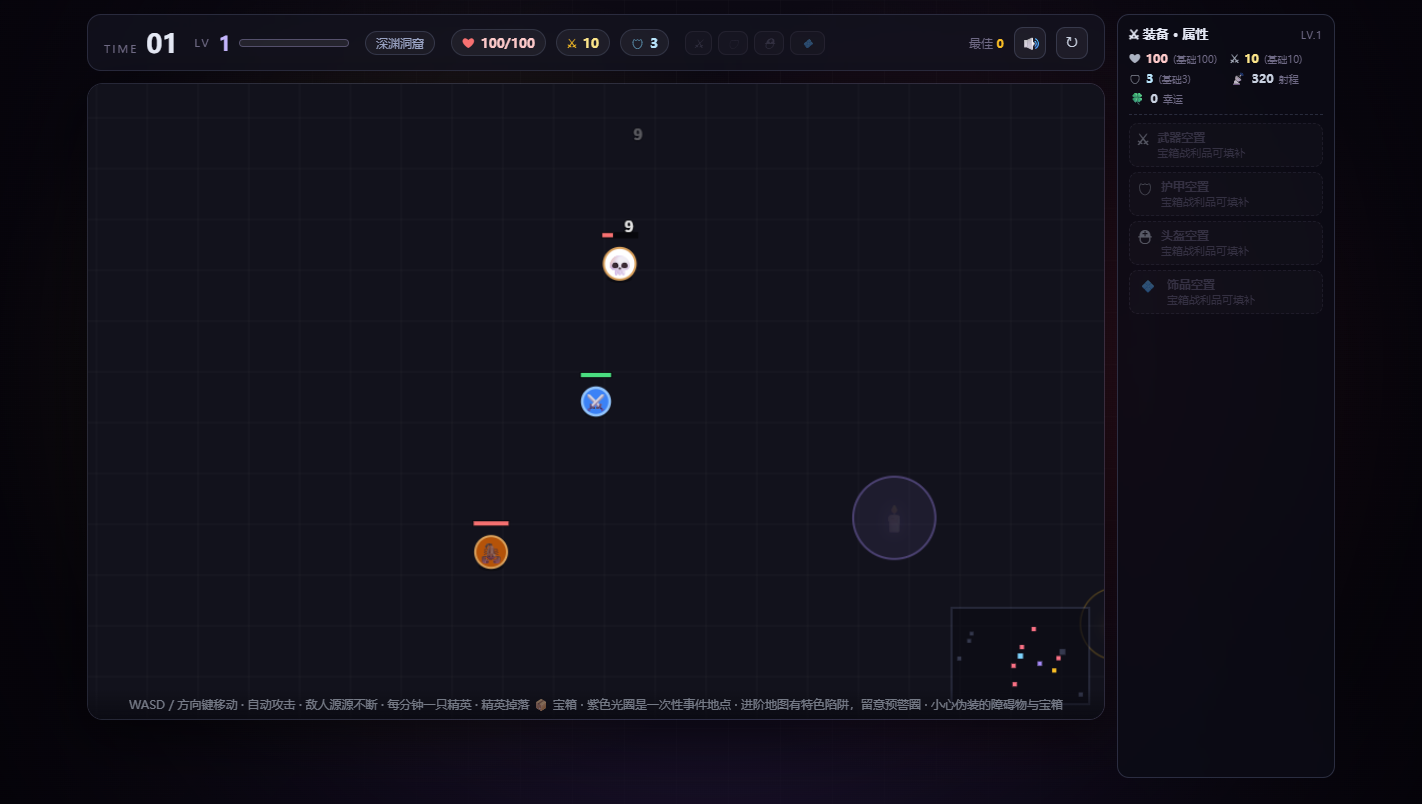 TIME 01 LV 1 深渊洞窟 100/100 10 3 最佳 0
9
9
WASD / 方向键移动 · 自动攻击 · 敌人源源不断 · 每分钟一只精英 · 精英掉落 宝箱 · 紫色光圈是一次性事件地点 · 进阶地图有特色陷阱，留意预警圈 · 小心伪装的障碍物与宝箱
装备 • 属性 LV.1
100 (基础100) 10 (基础10)
3 (基础3) 320 射程
0 幸运
武器空置
宝箱战利品可填补
护甲空置
宝箱战利品可填补
头盔空置
宝箱战利品可填补
饰品空置
宝箱战利品可填补